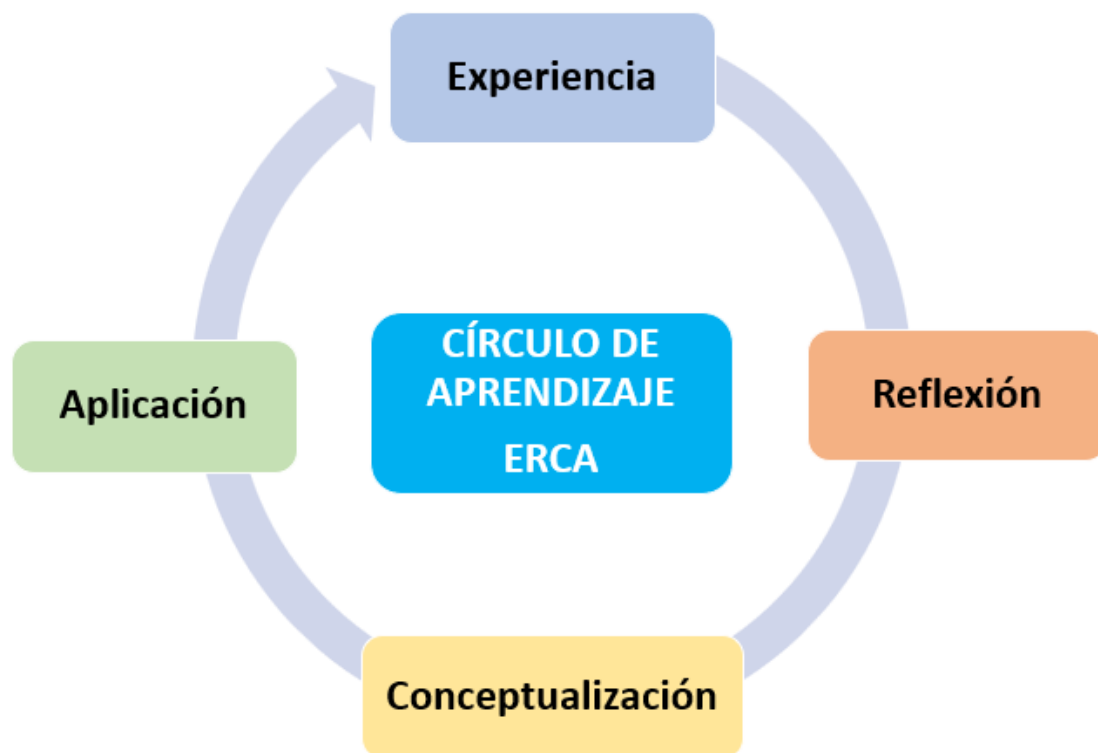 Experiencia
CÍRCULO DE
APRENDIZAJE
ERCA
Aplicación
Reflexión
Conceptualización